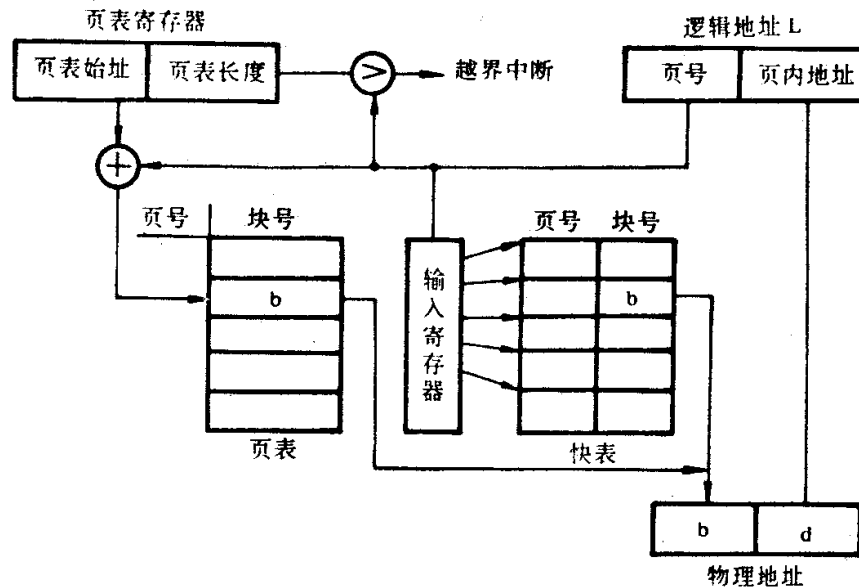 页表寄存器
逻辑地址 L
页表始址 页表长度
>
越界中断
页号 页内地址
+
页号 块号
页号 块号
输入寄存器
b
b
页表
快表
b d
物理地址